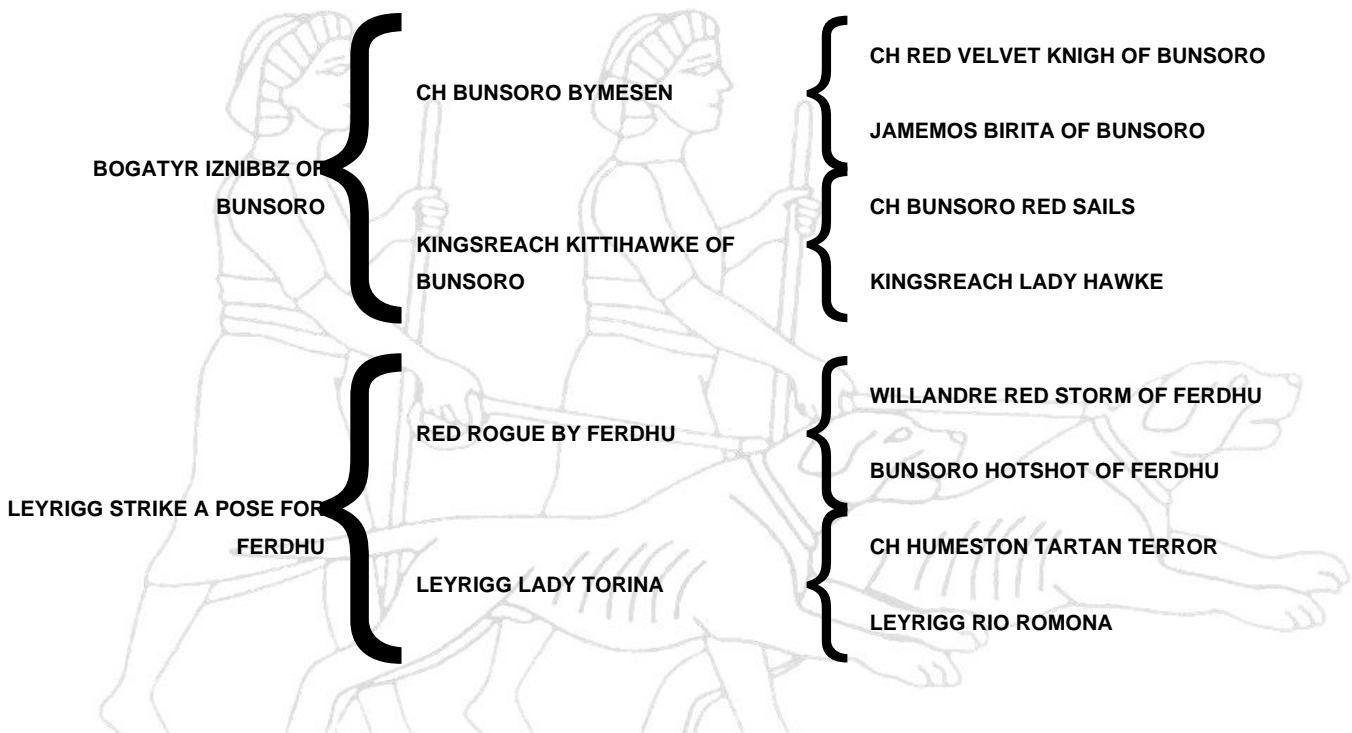 BOGATYR IZNIBBZ OF
BUNSORO
CH BUNSORO BYMESEN
CH RED VELVET KNIGH OF BUNSORO
JAMEMOS BIRITA OF BUNSORO
KINGSREACH KITTIHAWKE OF
BUNSORO
CH BUNSORO RED SAILS
KINGSREACH LADY HAWKE
LEYRIGG STRIKE A POSE FOR
FERDHU
RED ROGUE BY FERDHU
WILLANDRE RED STORM OF FERDHU
BUNSORO HOTSHOT OF FERDHU
LEYRIGG LADY TORINA
CH HUMESTON TARTAN TERROR
LEYRIGG RIO ROMONA